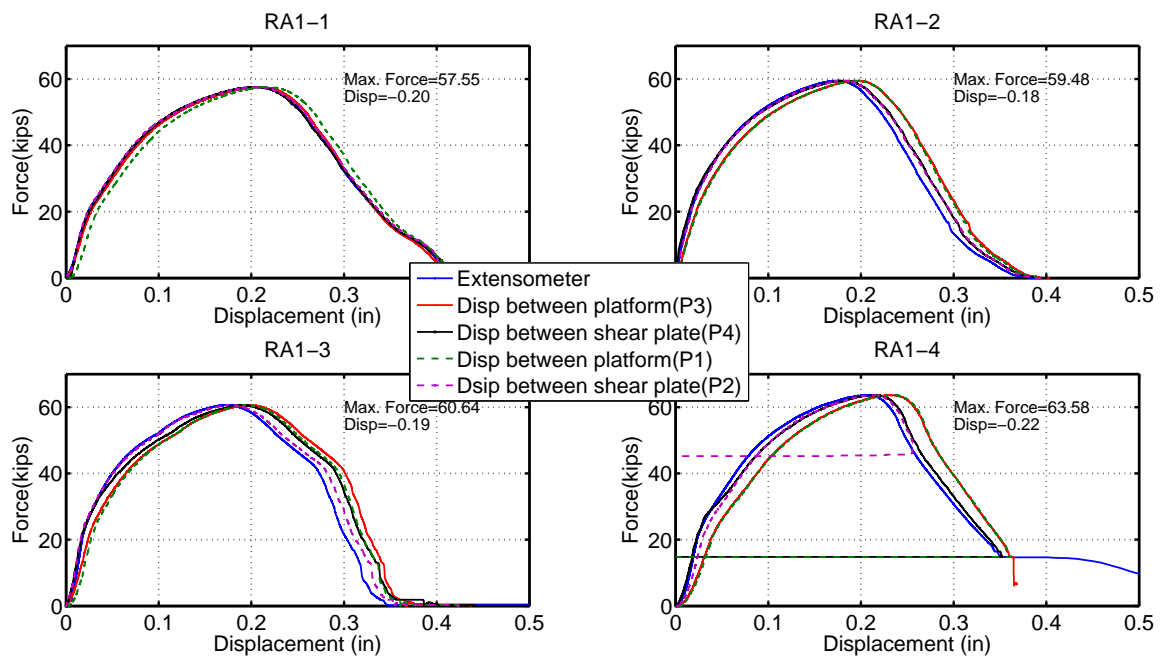 RA1−1
60
40
20
0
Force(kips)
Max. Force=57.55
Disp=−0.20
0 0.1 0.2 0.3 0.4 0.5
Displacement (in)
RA1−2
60
40
20
0
Force(kips)
Max. Force=59.48
Disp=−0.18
0 0.1 0.2 0.3 0.4 0.5
Displacement (in)
Extensometer
Disp between platform(P3)
Disp between shear plate(P4)
Disp between platform(P1)
Dsip between shear plate(P2)
RA1−3
60
40
20
0
Force(kips)
Max. Force=60.64
Disp=−0.19
0 0.1 0.2 0.3 0.4 0.5
Displacement (in)
RA1−4
60
40
20
0
Force(kips)
Max. Force=63.58
Disp=−0.22
0 0.1 0.2 0.3 0.4 0.5
Displacement (in)